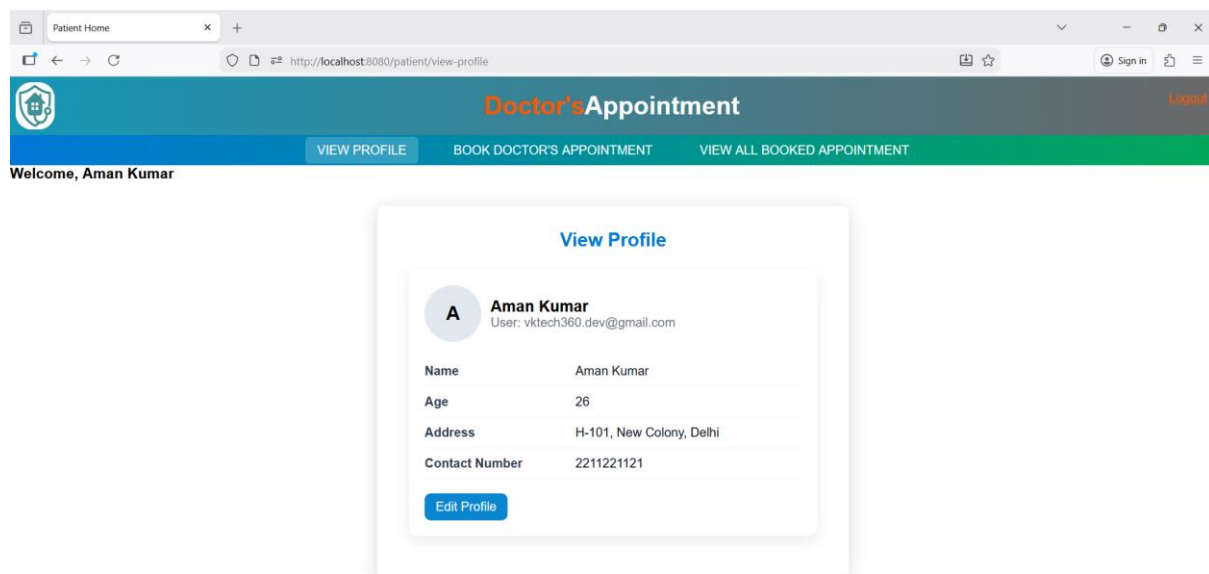 Patient Home
http://localhost:8080/patient/view-profile
Sign in
Doctor'sAppointment
Logout
VIEW PROFILE BOOK DOCTOR'S APPOINTMENT VIEW ALL BOOKED APPOINTMENT
Welcome, Aman Kumar
View Profile
A
Aman Kumar
User: vktech360.dev@gmail.com
Name Aman Kumar
Age 26
Address H-101, New Colony, Delhi
Contact Number 2211221121
Edit Profile